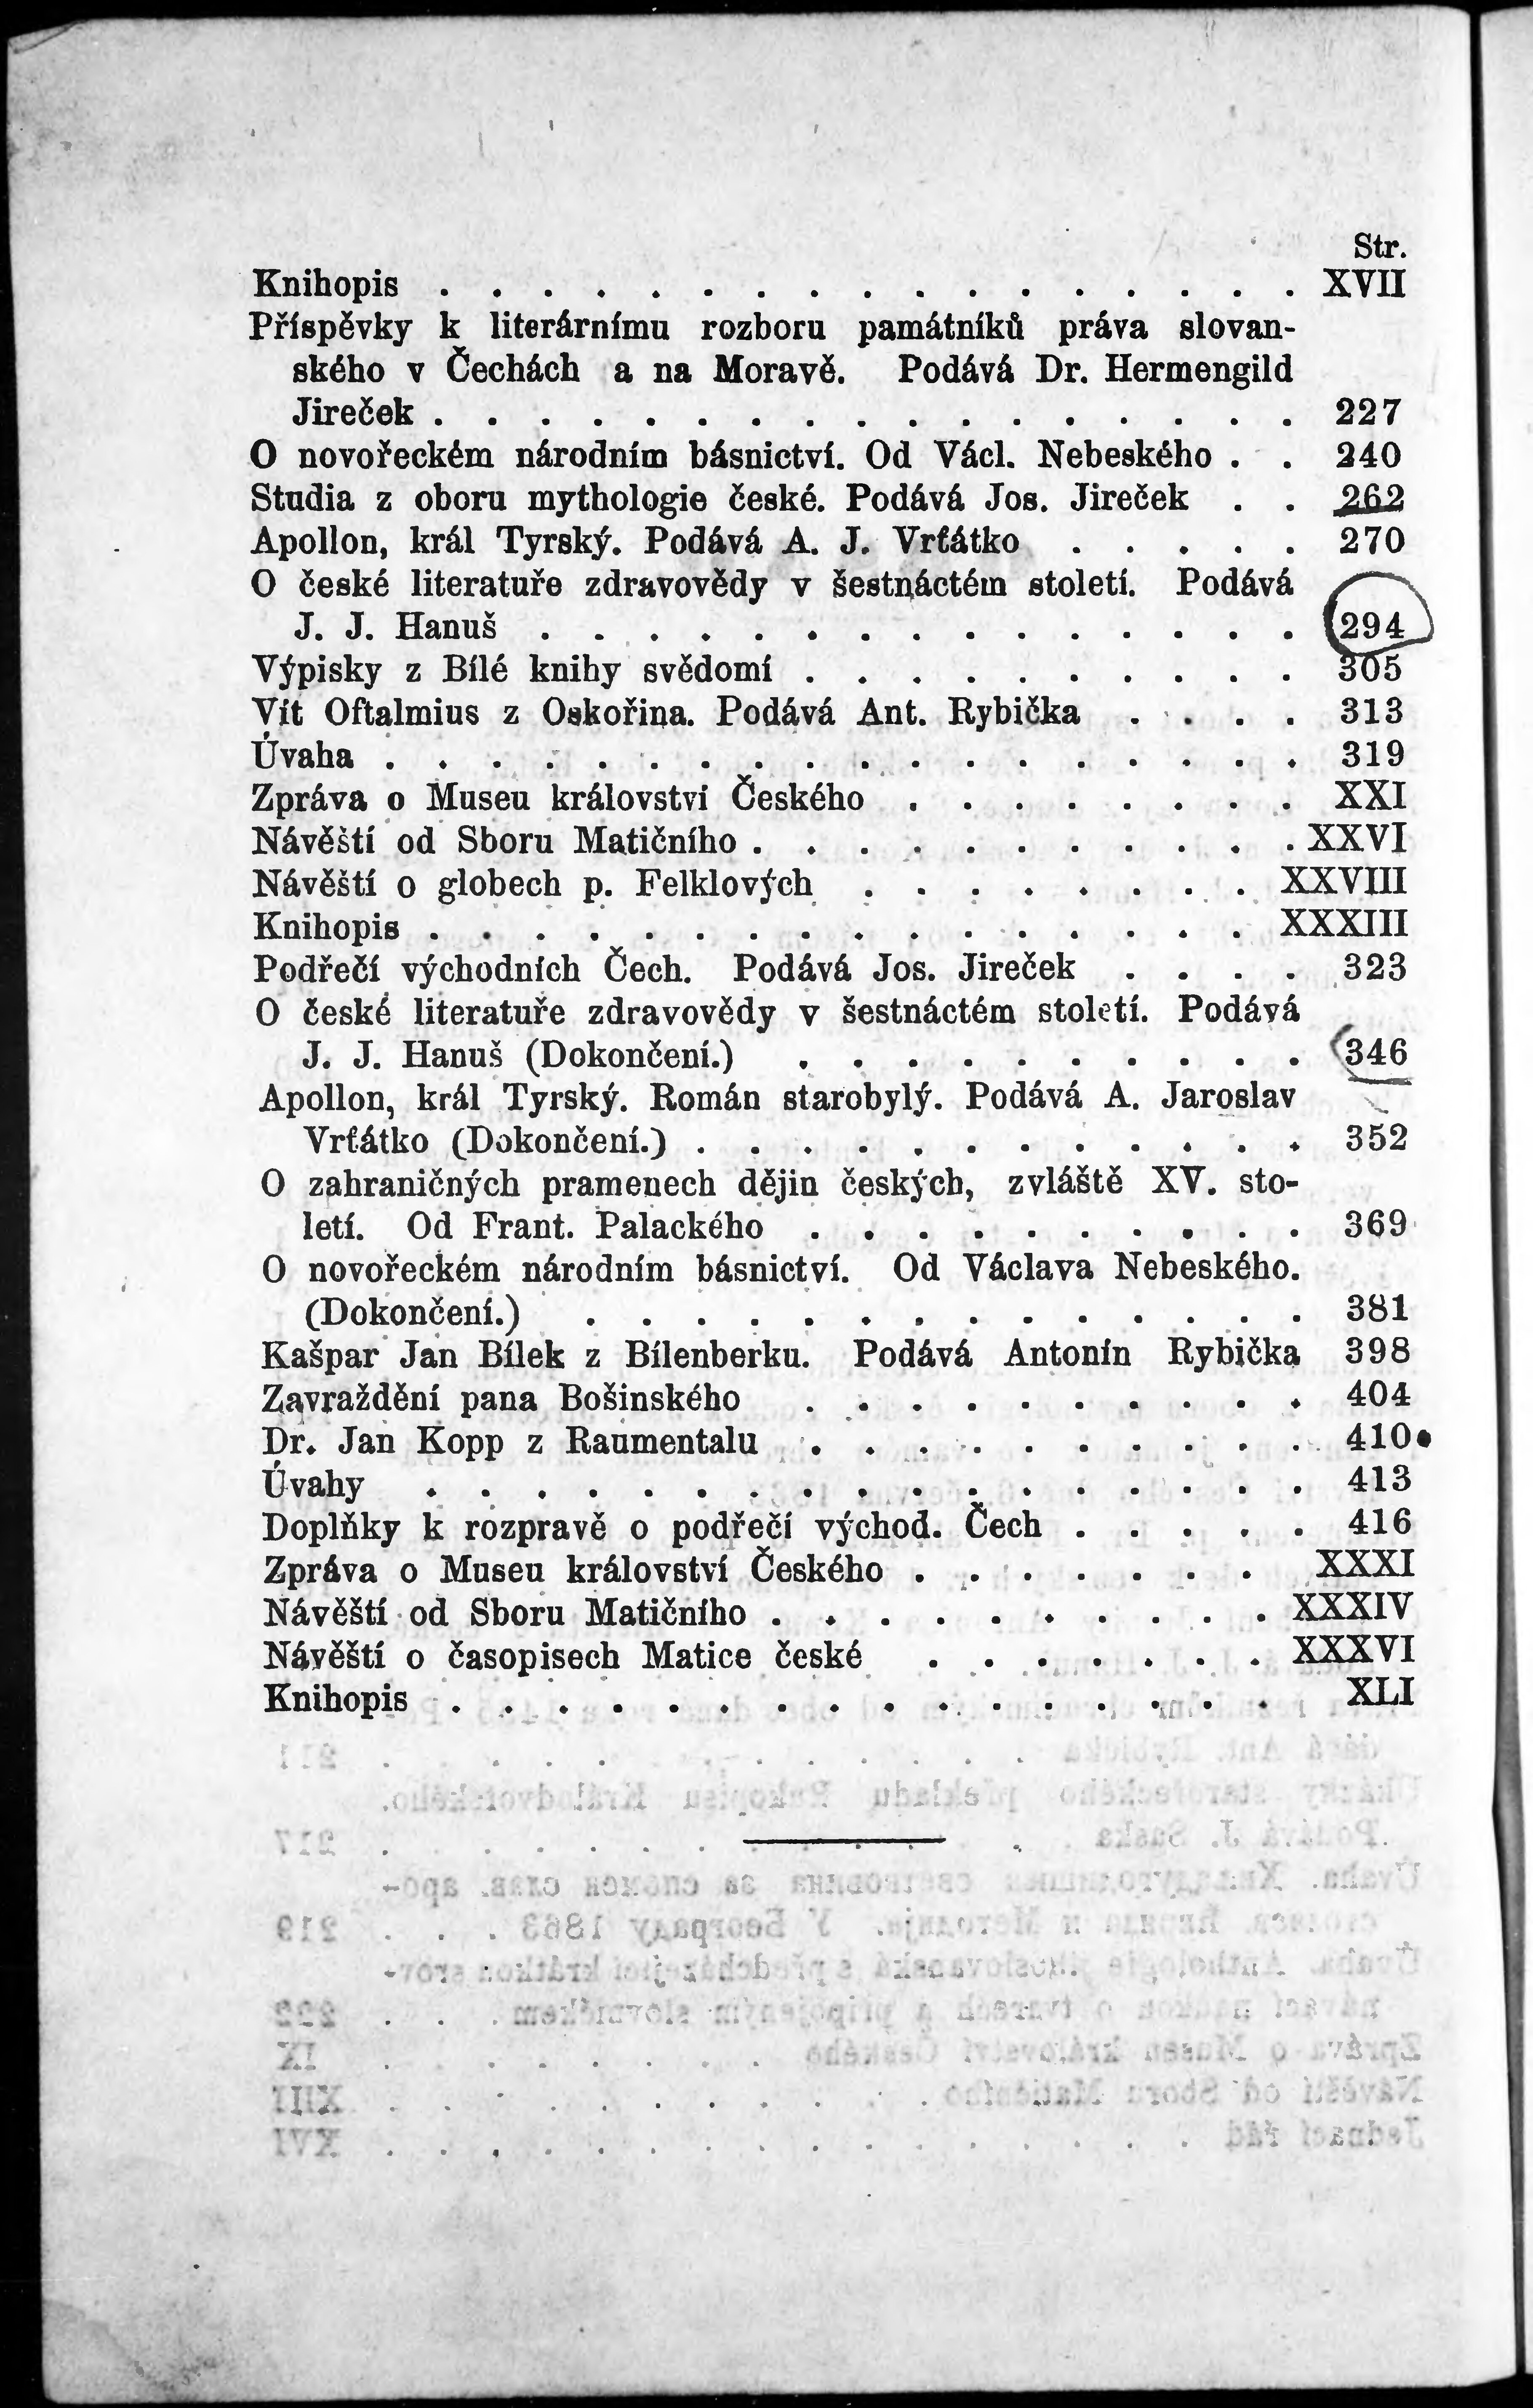 Str.
Knihopis . . . . . . . . . . . . . . . . . XVII
Příspěvky k literárnímu rozboru památníků práva slovan-
ského v Čechách a na Moravě. Podává Dr. Hermengild
Jireček . . . . . . . . . . . . . . . . . 227
O novořeckém národním básnictví. Od Václ. Nebeského . . 240
Studia z oboru mythologie české. Podává Jos. Jireček . . 262
Apollon, král Tyrský. Podává A. J. Vrťátko . . . . . 270
O české literatuře zdravovědy v šestnáctém století. Podává
J. J. Hanuš . . . . . . . . . . . . . . . 294
Výpisky z Bílé knihy svědomí . . . . . . . . . . 305
Vít Oftalmius z Oskořina. Podává Ant. Rybička . . . . 313
Úvaha . . . . . . . . . . . . . . . . . . 319
Zpráva o Museu království Českého . . . . . . . . XXI
Návěští od Sboru Matičního . . . . . . . . . . . XXVI
Návěští o globech p. Felklových . . . . . . . . XXVIII
Knihopis . . . . . . . . . . . . . . . . XXXIII
Podřečí východních Čech. Podává Jos. Jireček . . . . 323
O české literatuře zdravovědy v šestnáctém století. Podává
J. J. Hanuš (Dokončení.) . . . . . . . . . . 346
Apollon, král Tyrský. Román starobylý. Podává A. Jaroslav
Vrťátko (Dokončení.) . . . . . . . . . . . . 352
O zahraničných pramenech dějin českých, zvláště XV. sto-
letí. Od Frant. Palackého . . . . . . . . . . 369
O novořeckém národním básnictví. Od Václava Nebeského.
(Dokončení.) . . . . . . . . . . . . . . 381
Kašpar Jan Bílek z Bílenberku. Podává Antonín Rybička 398
Zavraždění pana Bošinského . . . . . . . . . . 404
Dr. Jan Kopp z Raumentalu . . . . . . . . . . 410
Úvahy . . . . . . . . . . . . . . . . . 413
Doplňky k rozpravě o podřečí východ. Čech . . . . . 416
Zpráva o Museu království Českého . . . . . . . XXXI
Návěští od Sboru Matičního . . . . . . . . . . XXXIV
Návěští o časopisech Matice české . . . . . . . XXXVI
Knihopis . . . . . . . . . . . . . . . . XLI